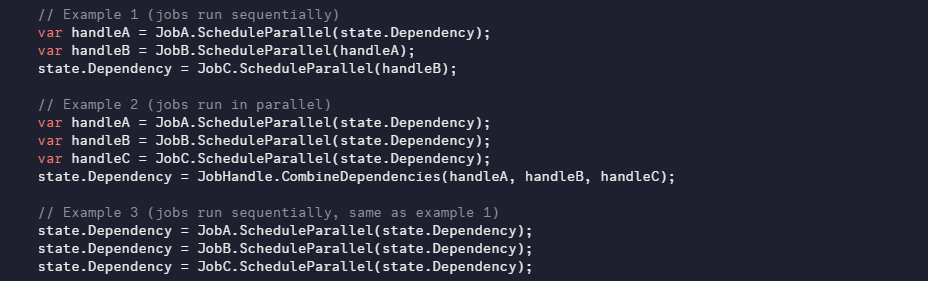 // Example 1 (jobs run sequentially)
var handleA = JobA.ScheduleParallel(state.Dependency);
var handleB = JobB.ScheduleParallel(handleA);
state.Dependency = JobC.ScheduleParallel(handleB);
// Example 2 (jobs run in parallel)
var handleA = JobA.ScheduleParallel(state.Dependency);
var handleB = JobB.ScheduleParallel(state.Dependency);
var handleC = JobC.ScheduleParallel(state.Dependency);
state.Dependency = JobHandle.CombineDependencies(handleA, handleB, handleC);
// Example 3 (jobs run sequentially, same as example 1)
state.Dependency = JobA.ScheduleParallel(state.Dependency);
state.Dependency = JobB.ScheduleParallel(state.Dependency);
state.Dependency = JobC.ScheduleParallel(state.Dependency);